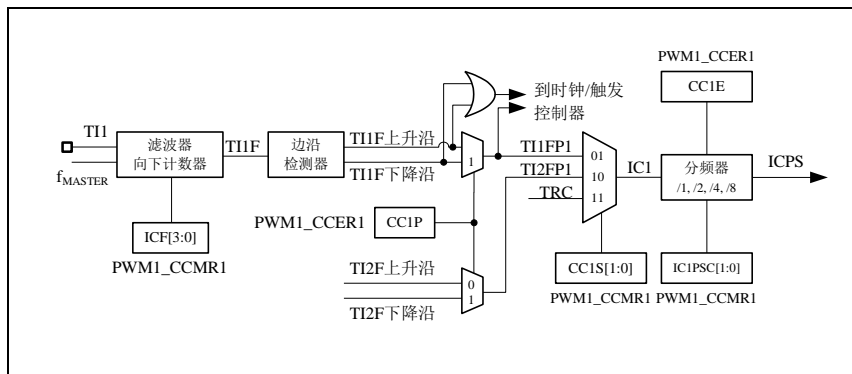 PWM1_CCER1
CC1E
到时钟/触发
控制器
TI1
f_MASTER
滤波器
向下计数器
TI1F
边沿
检测器
TI1F上升沿
TI1F下降沿
1
TI1FP1
TI2FP1
TRC
01
10
11
IC1
分频器
/1, /2, /4, /8
ICPS
ICF[3:0]
PWM1_CCMR1
PWM1_CCER1
CC1P
TI2F上升沿
TI2F下降沿
0
1
CC1S[1:0]
PWM1_CCMR1
IC1PSC[1:0]
PWM1_CCMR1